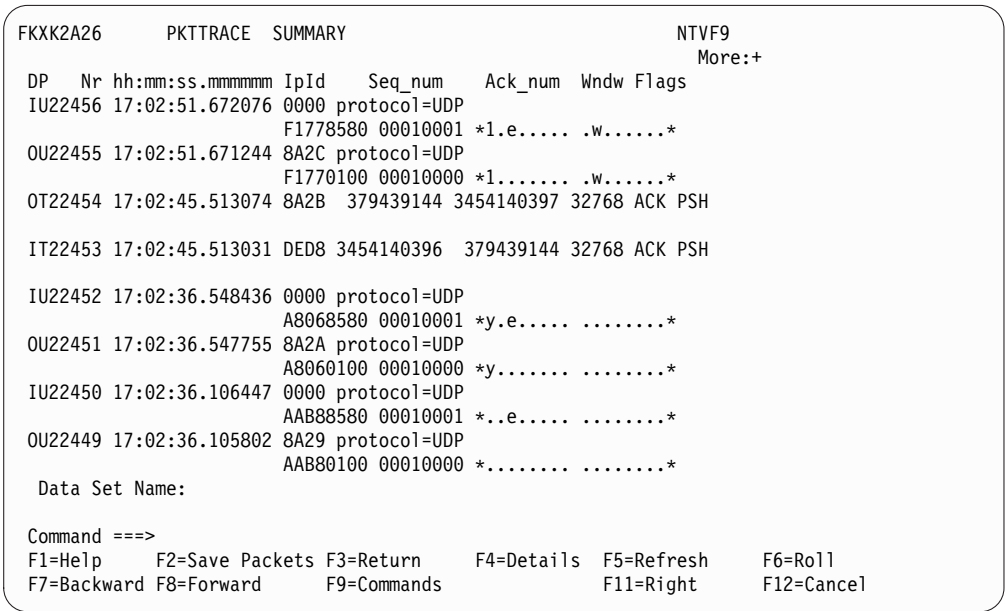 FKXK2A26 PKTTRACE SUMMARY NTVF9
More:+
DP Nr hh:mm:ss.mmmmmm IpId Seq_num Ack_num Wndw Flags
IU22456 17:02:51.672076 0000 protocol=UDP
F1778580 00010001 *1.e..... .w......*
OU22455 17:02:51.671244 8A2C protocol=UDP
F1770100 00010000 *1....... .w......*
OT22454 17:02:45.513074 8A2B 379439144 3454140397 32768 ACK PSH
IT22453 17:02:45.513031 DED8 3454140396 379439144 32768 ACK PSH
IU22452 17:02:36.548436 0000 protocol=UDP
A8068580 00010001 *y.e..... ........*
OU22451 17:02:36.547755 8A2A protocol=UDP
A8060100 00010000 *y....... ........*
IU22450 17:02:36.106447 0000 protocol=UDP
AAB88580 00010001 *..e..... ........*
OU22449 17:02:36.105802 8A29 protocol=UDP
AAB80100 00010000 *........ ........*
Data Set Name:
Command ===>
F1=Help F2=Save Packets F3=Return F4=Details F5=Refresh F6=Roll
F7=Backward F8=Forward F9=Commands F11=Right F12=Cancel